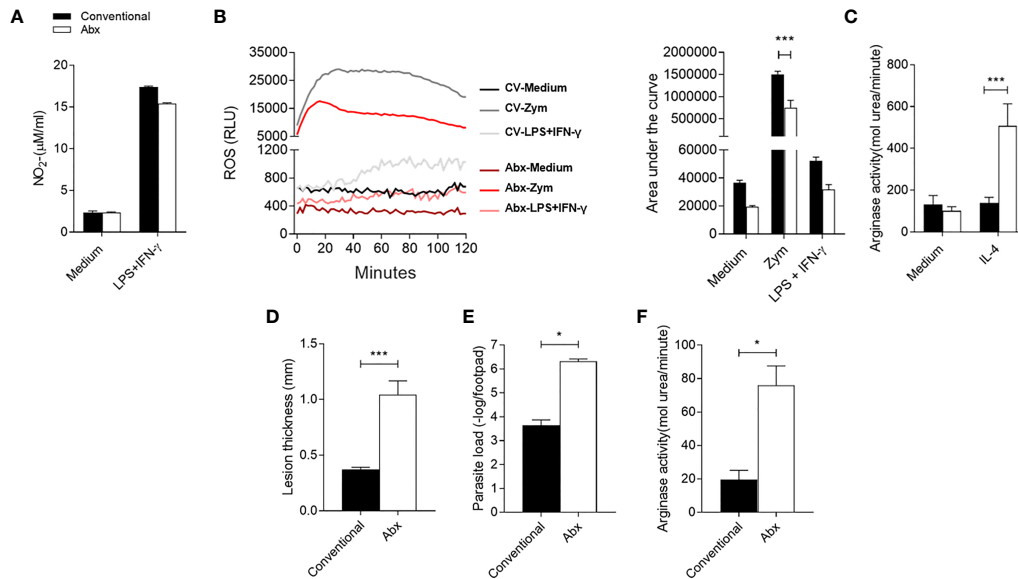 A
Conventional
Abx
NO2-(μM/ml)
20
15
10
5
0
Medium
LPS+IFN-γ
B
ROS (RLU)
35000
25000
15000
5000
1200
800
400
0
0 20 40 60 80 100 120
Minutes
CV-Medium
CV-Zym
CV-LPS+IFN-γ
Abx-Medium
Abx-Zym
Abx-LPS+IFN-γ
Area under the curve
2000000
1500000
1000000
500000
60000
40000
20000
0
***
Medium
Zym
LPS + IFN-γ
C
Arginase activity(mol urea/minute)
800
600
400
200
0
***
Medium
IL-4
D
Lesion thickness (mm)
1.5
1.0
0.5
0.0
***
Conventional
Abx
E
Parasite load (-log/footpad)
7
6
5
4
3
2
1
0
*
Conventional
Abx
F
Arginase activity(mol urea/minute)
100
80
60
40
20
0
*
Conventional
Abx